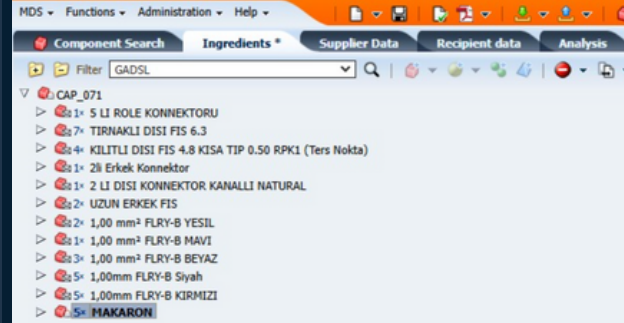 MDS Functions Administration Help
Component Search Ingredients * Supplier Data Recipient data Analysis
Filter GADSL
CAP_071
1× 5 LI ROLE KONNEKTORU
7× TIRNAKLI DISI FIS 6.3
4× KILITLI DISI FIS 4.8 KISA TIP 0.50 RPK1 (Ters Nokta)
1× 2li Erkek Konnektor
1× 2 LI DISI KONNEKTOR KANALLI NATURAL
2× UZUN ERKEK FIS
2× 1,00 mm² FLRY-B YESIL
1× 1,00 mm² FLRY-B MAVI
3× 1,00 mm² FLRY-B BEYAZ
5× 1,00mm FLRY-B Siyah
5× 1,00mm FLRY-B KIRMIZI
5× MAKARON